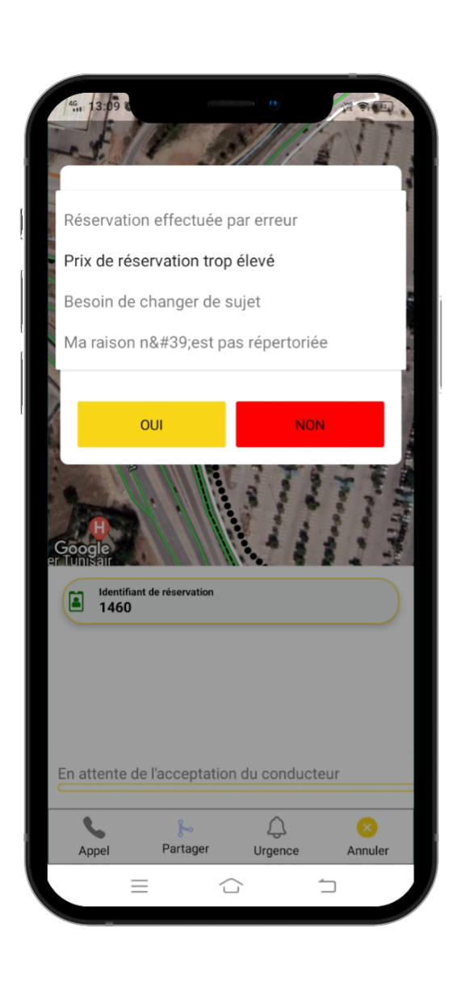 4G
13:09
Réservation effectuée par erreur
Prix de réservation trop élevé
Besoin de changer de sujet
Ma raison n&#39;est pas répertoriée
OUI
NON
H
Google
er Tunisair
Identifiant de réservation
1460
En attente de l'acceptation du conducteur
Appel
Partager
Urgence
Annuler